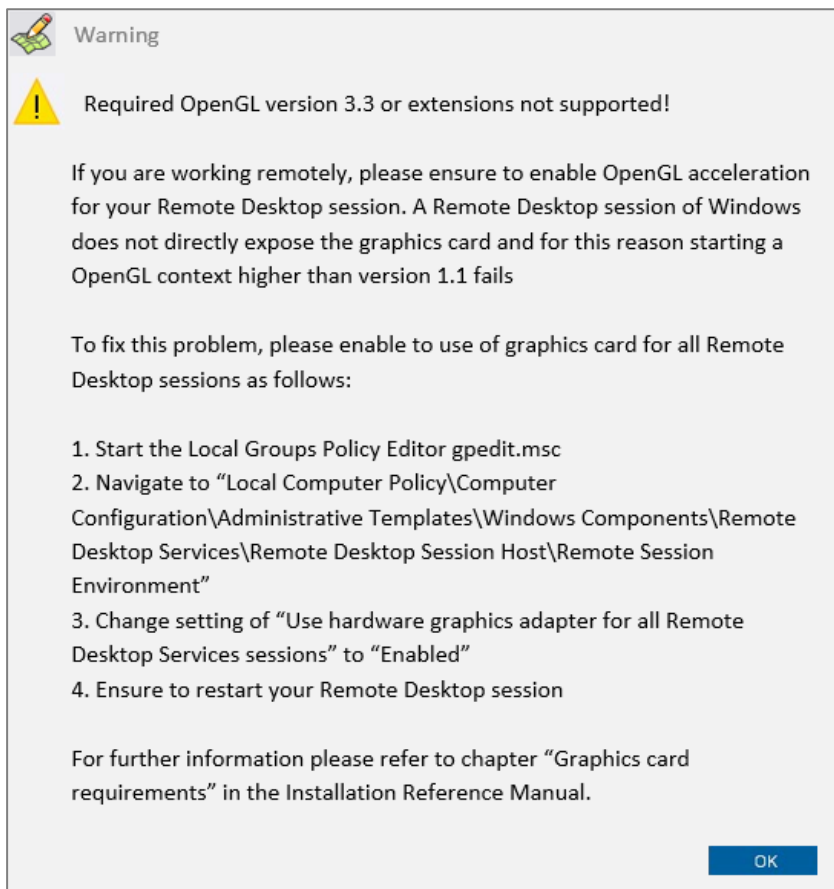 Warning
Required OpenGL version 3.3 or extensions not supported!
If you are working remotely, please ensure to enable OpenGL acceleration
for your Remote Desktop session. A Remote Desktop session of Windows
does not directly expose the graphics card and for this reason starting a
OpenGL context higher than version 1.1 fails
To fix this problem, please enable to use of graphics card for all Remote
Desktop sessions as follows:
1. Start the Local Groups Policy Editor gpedit.msc
2. Navigate to “Local Computer Policy\Computer
Configuration\Administrative Templates\Windows Components\Remote
Desktop Services\Remote Desktop Session Host\Remote Session
Environment”
3. Change setting of “Use hardware graphics adapter for all Remote
Desktop Services sessions” to “Enabled”
4. Ensure to restart your Remote Desktop session
For further information please refer to chapter “Graphics card
requirements” in the Installation Reference Manual.
OK